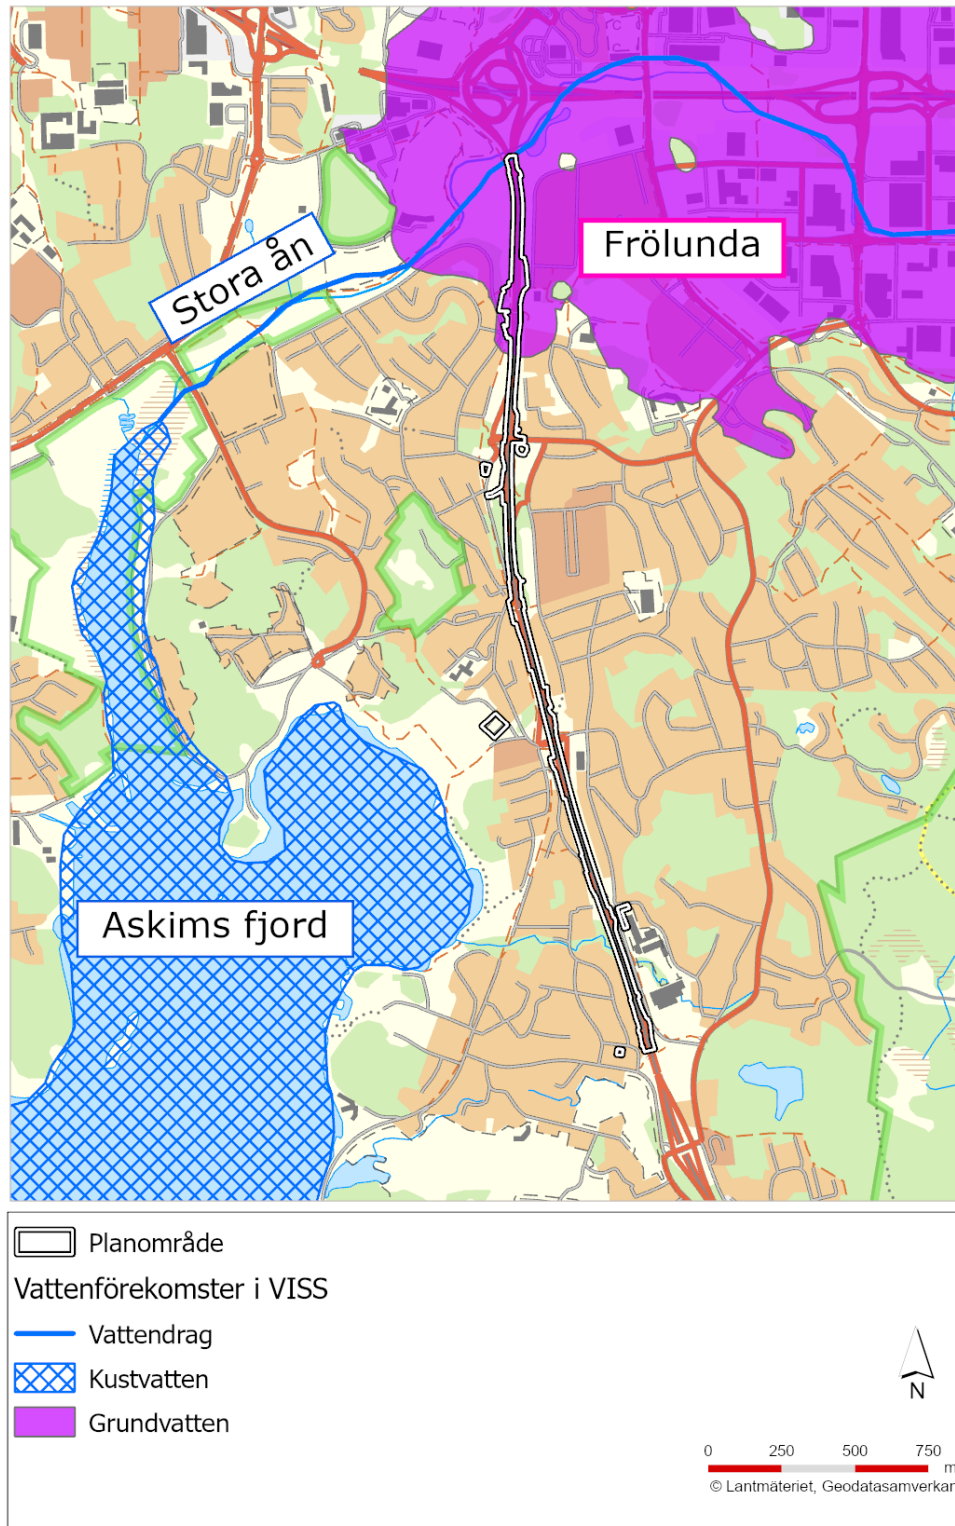 Stora ån
Frölunda
Askims fjord
Planområde
Vattenförekomster i VISS
Vattendrag
Kustvatten
Grundvatten
N
0 250 500 750
m
© Lantmäteriet, Geodatasamverkan